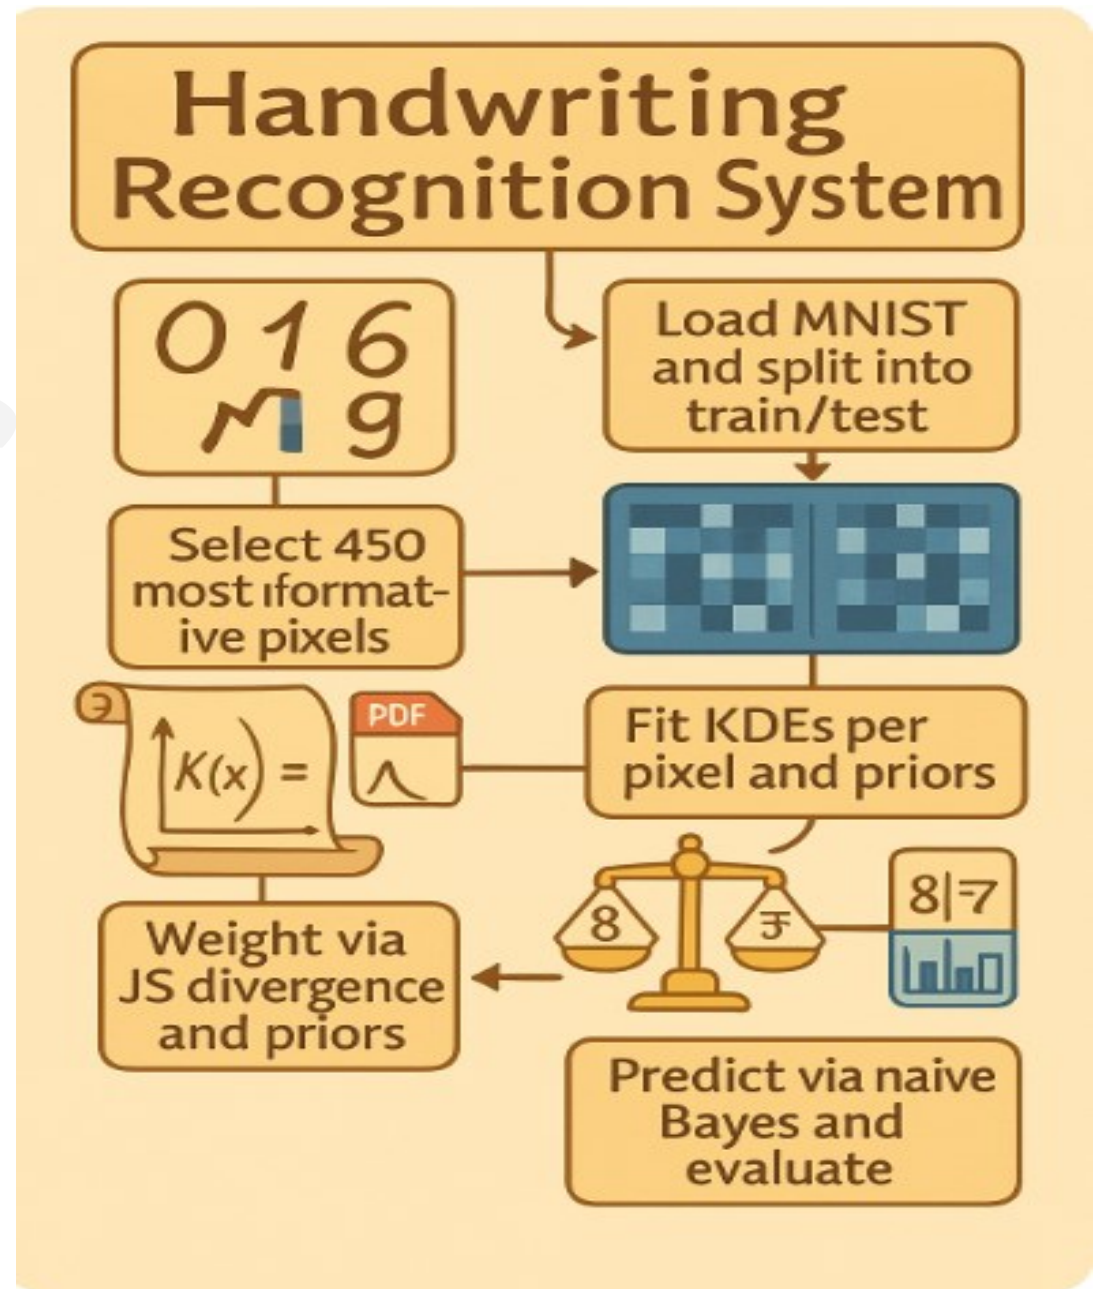 Handwriting
Recognition System
0 1 6
9
Load MNIST
and split into
train/test
Select 450
most ıformat-
ive pixels
K(x) =
PDF
Fit KDEs per
pixel and priors
8
8|
Weight via
JS divergence
and priors
Predict via naive
Bayes and
evaluate